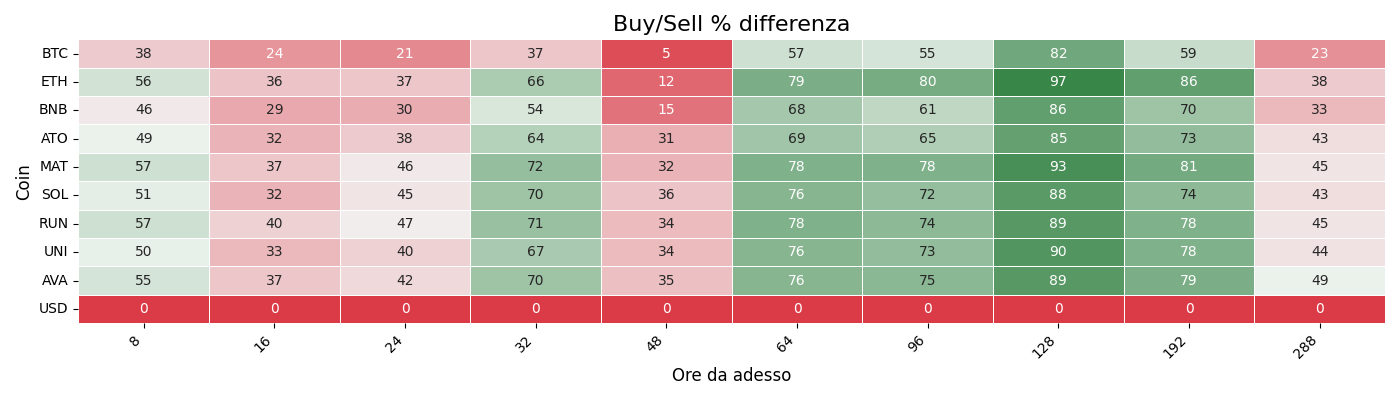 Buy/Sell % differenza
Coin
BTC 38 24 21 37 5 57 55 82 59 23
ETH 56 36 37 66 12 79 80 97 86 38
BNB 46 29 30 54 15 68 61 86 70 33
ATO 49 32 38 64 31 69 65 85 73 43
MAT 57 37 46 72 32 78 78 93 81 45
SOL 51 32 45 70 36 76 72 88 74 43
RUN 57 40 47 71 34 78 74 89 78 45
UNI 50 33 40 67 34 76 73 90 78 44
AVA 55 37 42 70 35 76 75 89 79 49
USD 0 0 0 0 0 0 0 0 0 0
8 16 24 32 48 64 96 128 192 288
Ore da adesso